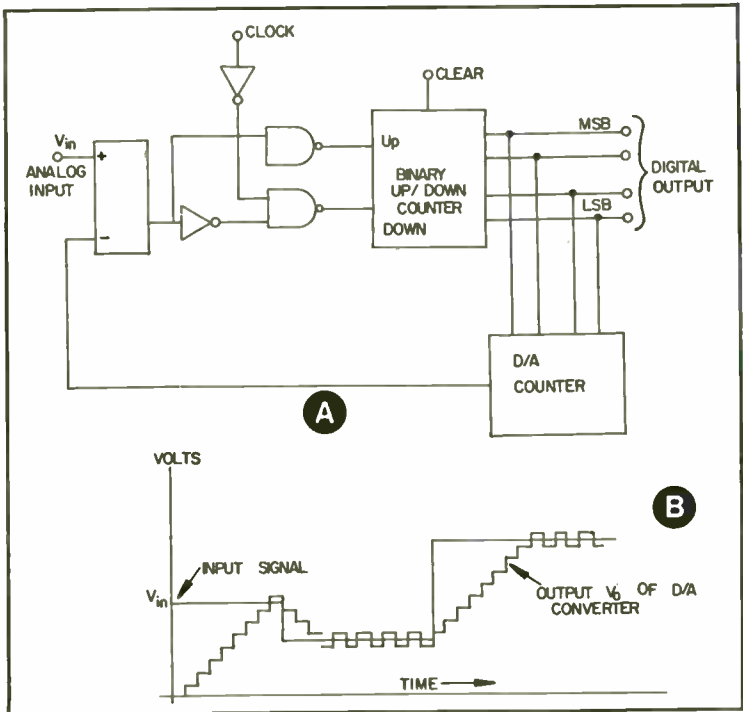 CLOCK
CLEAR
Vin
ANALOG
INPUT
+
-
Up
BINARY
UP/DOWN
COUNTER
DOWN
MSB
LSB
DIGITAL
OUTPUT
D/A
COUNTER
A
VOLTS
B
INPUT SIGNAL
Vin
OUTPUT Vo OF D/A
CONVERTER
TIME